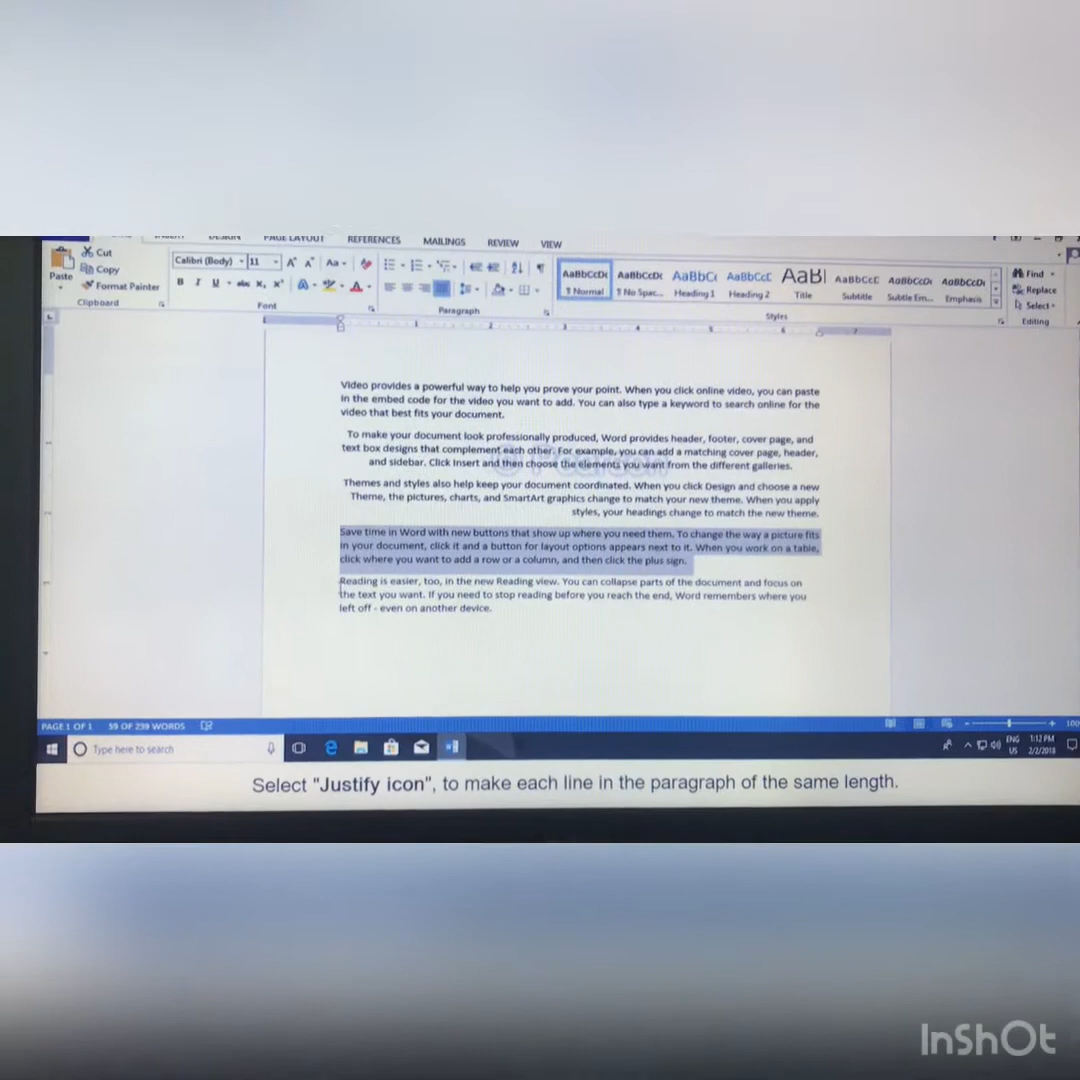 INSERT DESIGN PAGE LAYOUT REFERENCES MAILINGS REVIEW VIEW
Cut
Copy
Paste
Format Painter
Clipboard
Calibri (Body) 11
Aa
B I U abc X₂ X²
A A
Font
Paragraph
AaBbCcDc AaBbCcDc AaBbCc AaBbCcD AaBl AaBbCcD AaBbCcDc AaBbCcDc
¶ Normal ¶ No Spac... Heading 1 Heading 2 Title Subtitle Subtle Em... Emphasis
Styles
Find
Replace
Select
Editing
Video provides a powerful way to help you prove your point. When you click online video, you can paste
in the embed code for the video you want to add. You can also type a keyword to search online for the
video that best fits your document.
To make your document look professionally produced, Word provides header, footer, cover page, and
text box designs that complement each other. For example, you can add a matching cover page, header,
and sidebar. Click Insert and then choose the elements you want from the different galleries.
© Pearson
Themes and styles also help keep your document coordinated. When you click Design and choose a new
Theme, the pictures, charts, and SmartArt graphics change to match your new theme. When you apply
styles, your headings change to match the new theme.
Save time in Word with new buttons that show up where you need them. To change the way a picture fits
in your document, click it and a button for layout options appears next to it. When you work on a table,
click where you want to add a row or a column, and then click the plus sign.
Reading is easier, too, in the new Reading view. You can collapse parts of the document and focus on
the text you want. If you need to stop reading before you reach the end, Word remembers where you
left off - even on another device.
PAGE 1 OF 1 59 OF 239 WORDS
100
Type here to search
ENG 1:12 PM
US 2/2/2018
Select "Justify icon", to make each line in the paragraph of the same length.
InShOt